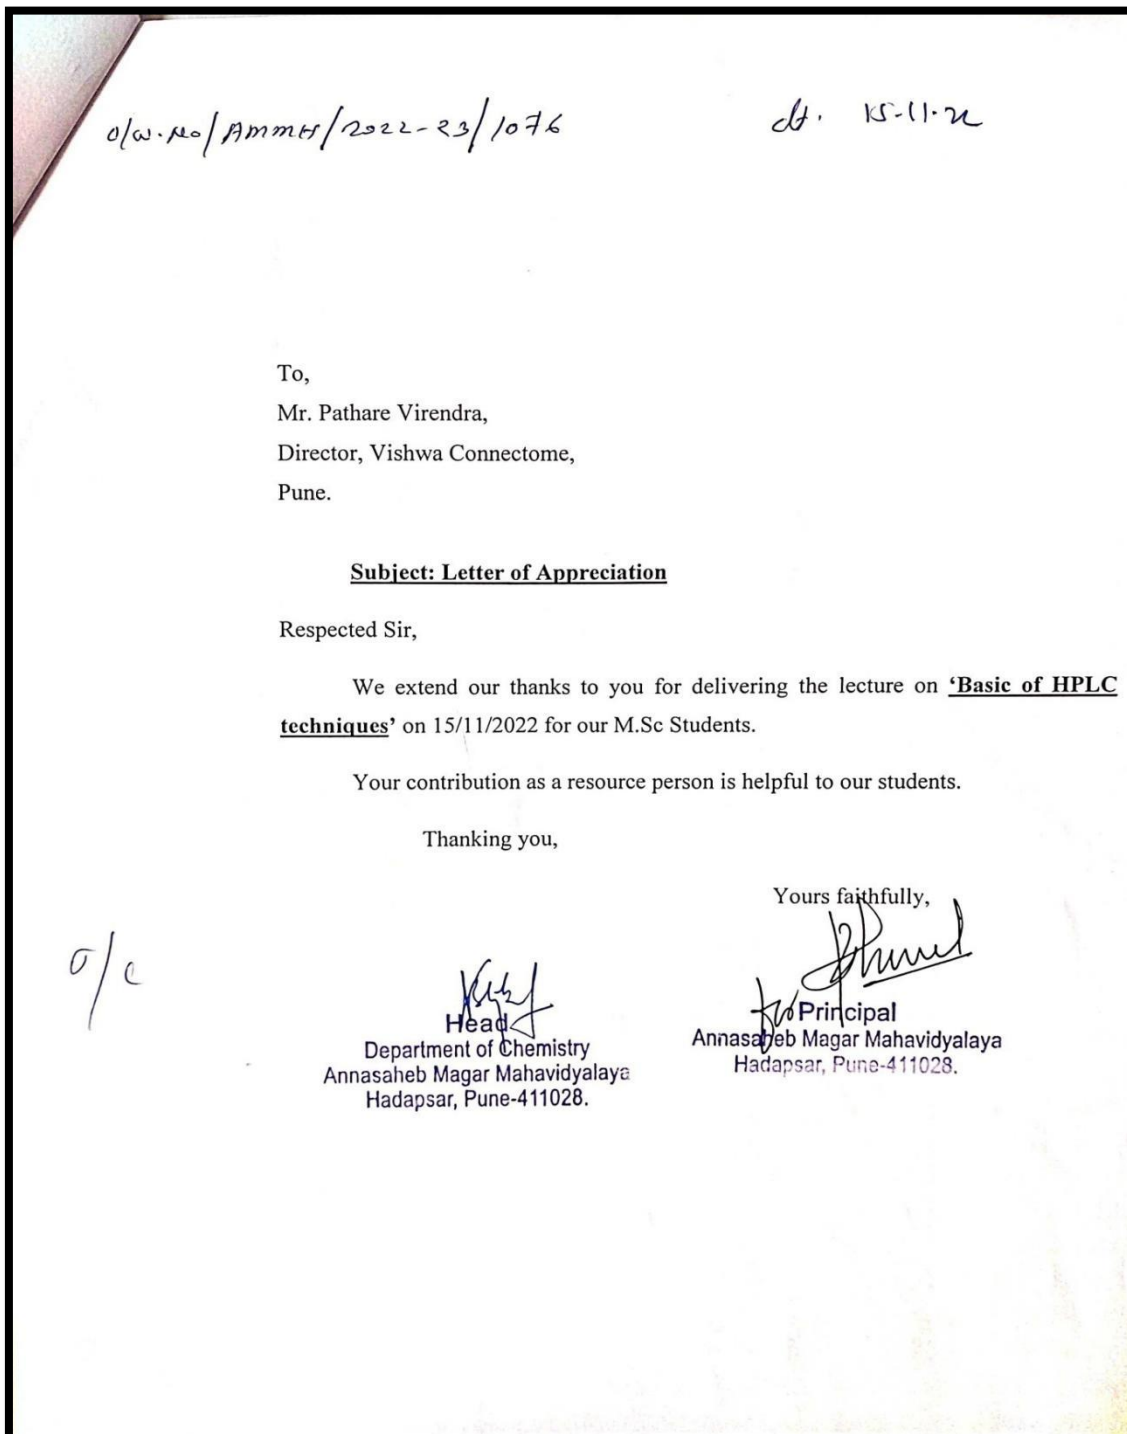 O/W.No/AMMH/2022-23/1076
dt. 15-11-22
To,
Mr. Pathare Virendra,
Director, Vishwa Connectome,
Pune.
Subject: Letter of Appreciation
Respected Sir,
We extend our thanks to you for delivering the lecture on ‘Basic of HPLC
techniques’ on 15/11/2022 for our M.Sc Students.
Your contribution as a resource person is helpful to our students.
Thanking you,
Yours faithfully,
O/C
Head
Department of Chemistry
Annasaheb Magar Mahavidyalaya
Hadapsar, Pune-411028.
for Principal
Annasaheb Magar Mahavidyalaya
Hadapsar, Pune-411028.